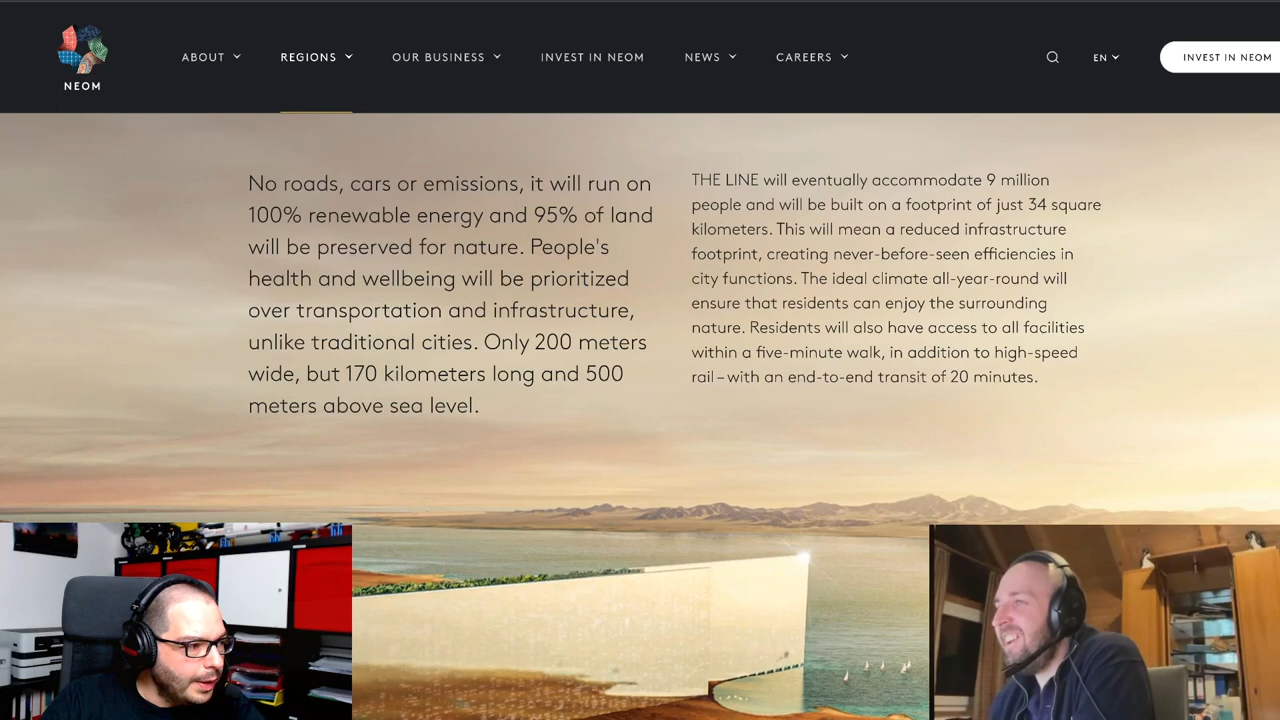 NEOM
ABOUT
REGIONS
OUR BUSINESS
INVEST IN NEOM
NEWS
CAREERS
EN
INVEST IN NEOM
No roads, cars or emissions, it will run on
100% renewable energy and 95% of land
will be preserved for nature. People's
health and wellbeing will be prioritized
over transportation and infrastructure,
unlike traditional cities. Only 200 meters
wide, but 170 kilometers long and 500
meters above sea level.
THE LINE will eventually accommodate 9 million
people and will be built on a footprint of just 34 square
kilometers. This will mean a reduced infrastructure
footprint, creating never-before-seen efficiencies in
city functions. The ideal climate all-year-round will
ensure that residents can enjoy the surrounding
nature. Residents will also have access to all facilities
within a five-minute walk, in addition to high-speed
rail – with an end-to-end transit of 20 minutes.